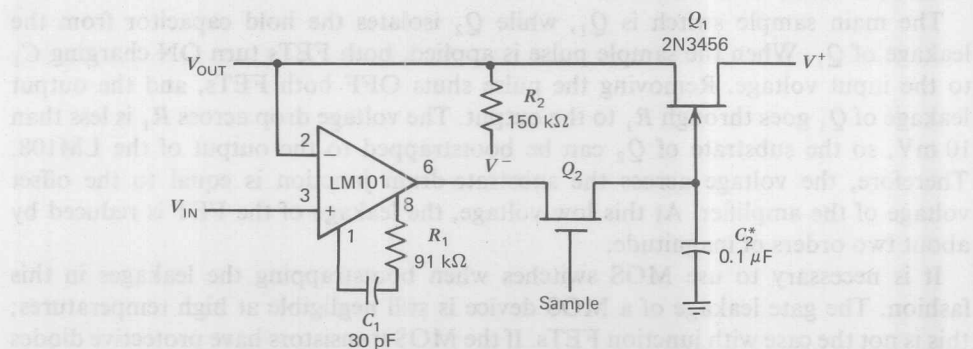 The main sample switch is Q₁, while Q₂ isolates the hold capacitor from the
leakage of Q When the sample pulse is applied, both FETs turn ON charging C₁
to the input voltage. Removing the pulse shuts OFF both FETs, and the output
leakage of Q₁ goes through R₁ to the output. The voltage drop across R₁ is less than
10 mV, so the substrate of Q₂ can be bootstrapped to the output of the LM108.
Therefore, the voltage across the substrate-drain junction is equal to the offset
voltage of the amplifier. At this low voltage, the leakage of the FET is reduced by
about two orders of magnitude.
It is necessary to use MOS switches when bootstrapping the leakages in this
fashion. The gate leakage of a MOS device is still negligible at high temperatures;
this is not the case with junction FETs. If the MOS transistors have protective diodes
Q₁
2N3456
V⁺
V_OUT
R₂
150 kΩ
V⁻
Q₂
2
−
6
LM101
3
+
8
V_IN
1
R₁
91 kΩ
C₂*
0.1 μF
Sample
C₁
30 pF